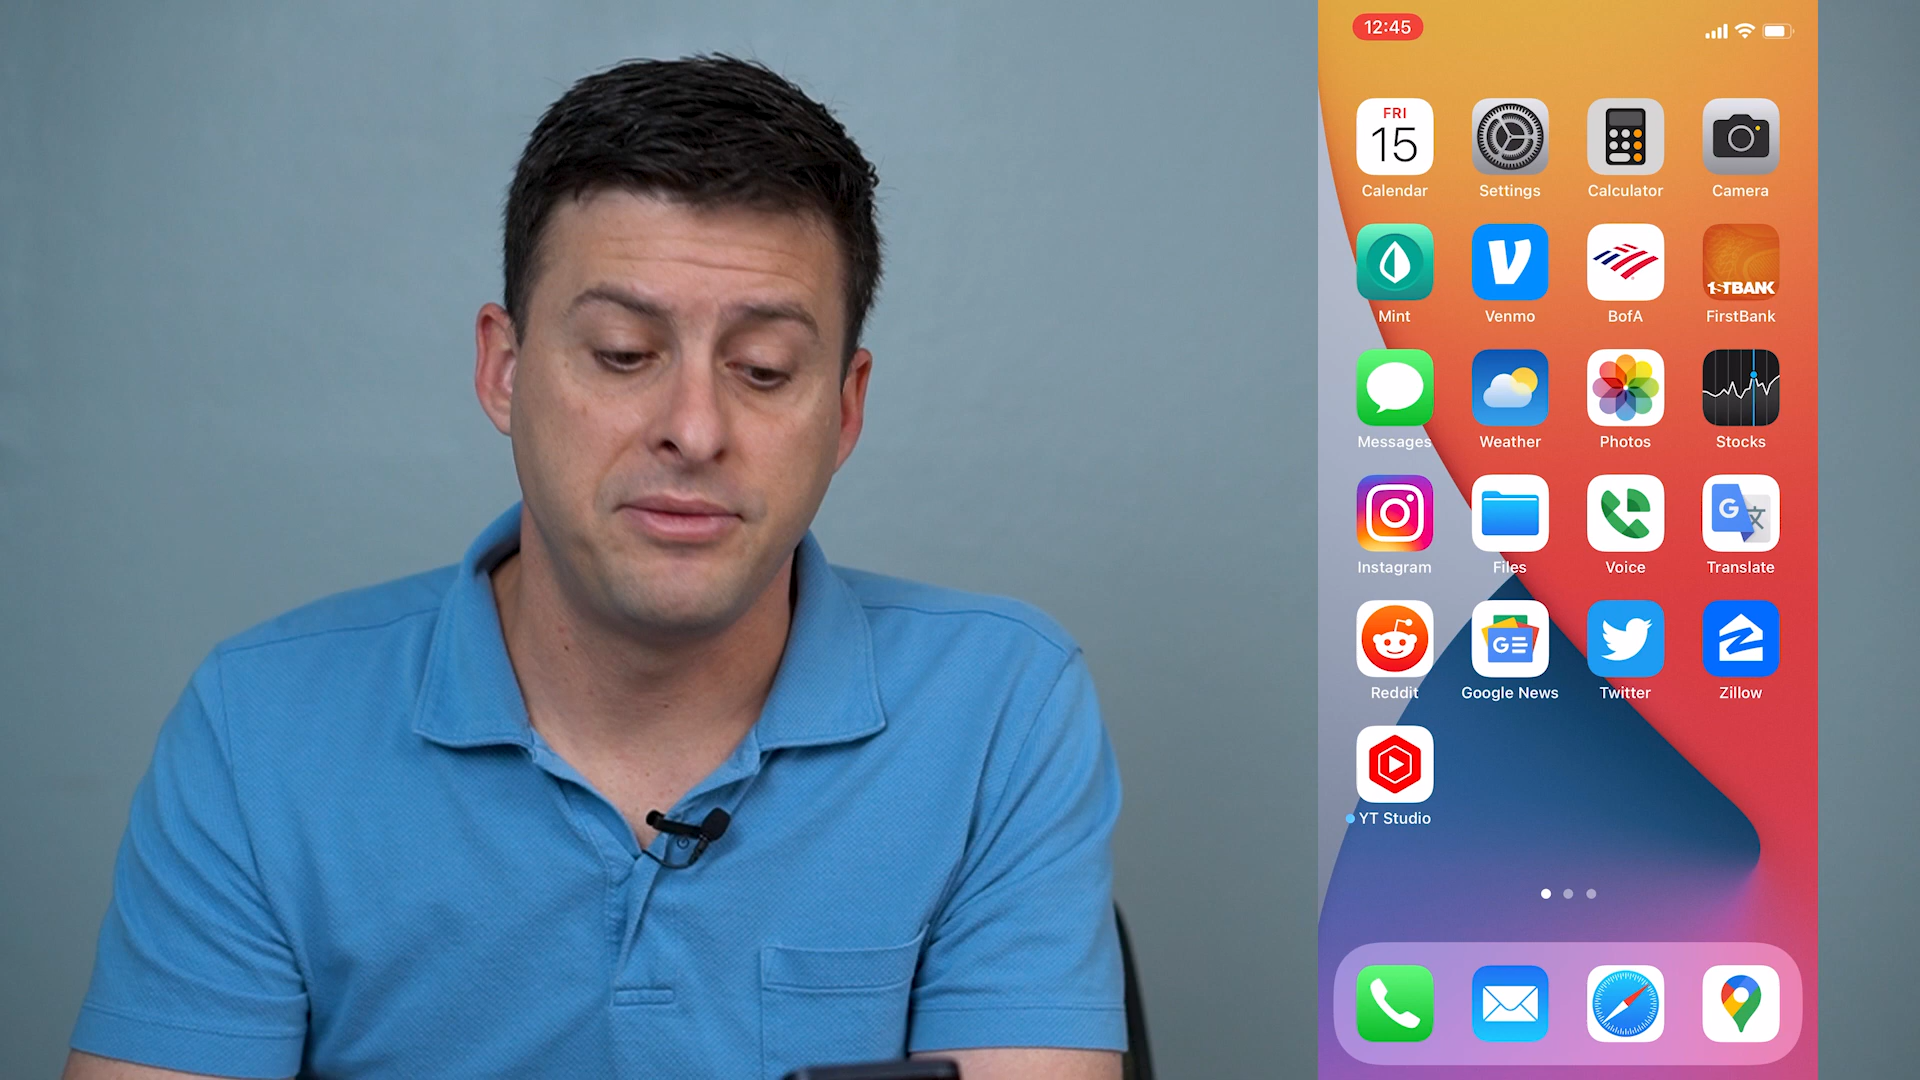 12:45
FRI
15
Calendar Settings Calculator Camera
1STBANK
Mint Venmo BofA FirstBank
Messages Weather Photos Stocks
G 文
Instagram Files Voice Translate
GE
Reddit Google News Twitter Zillow
YT Studio